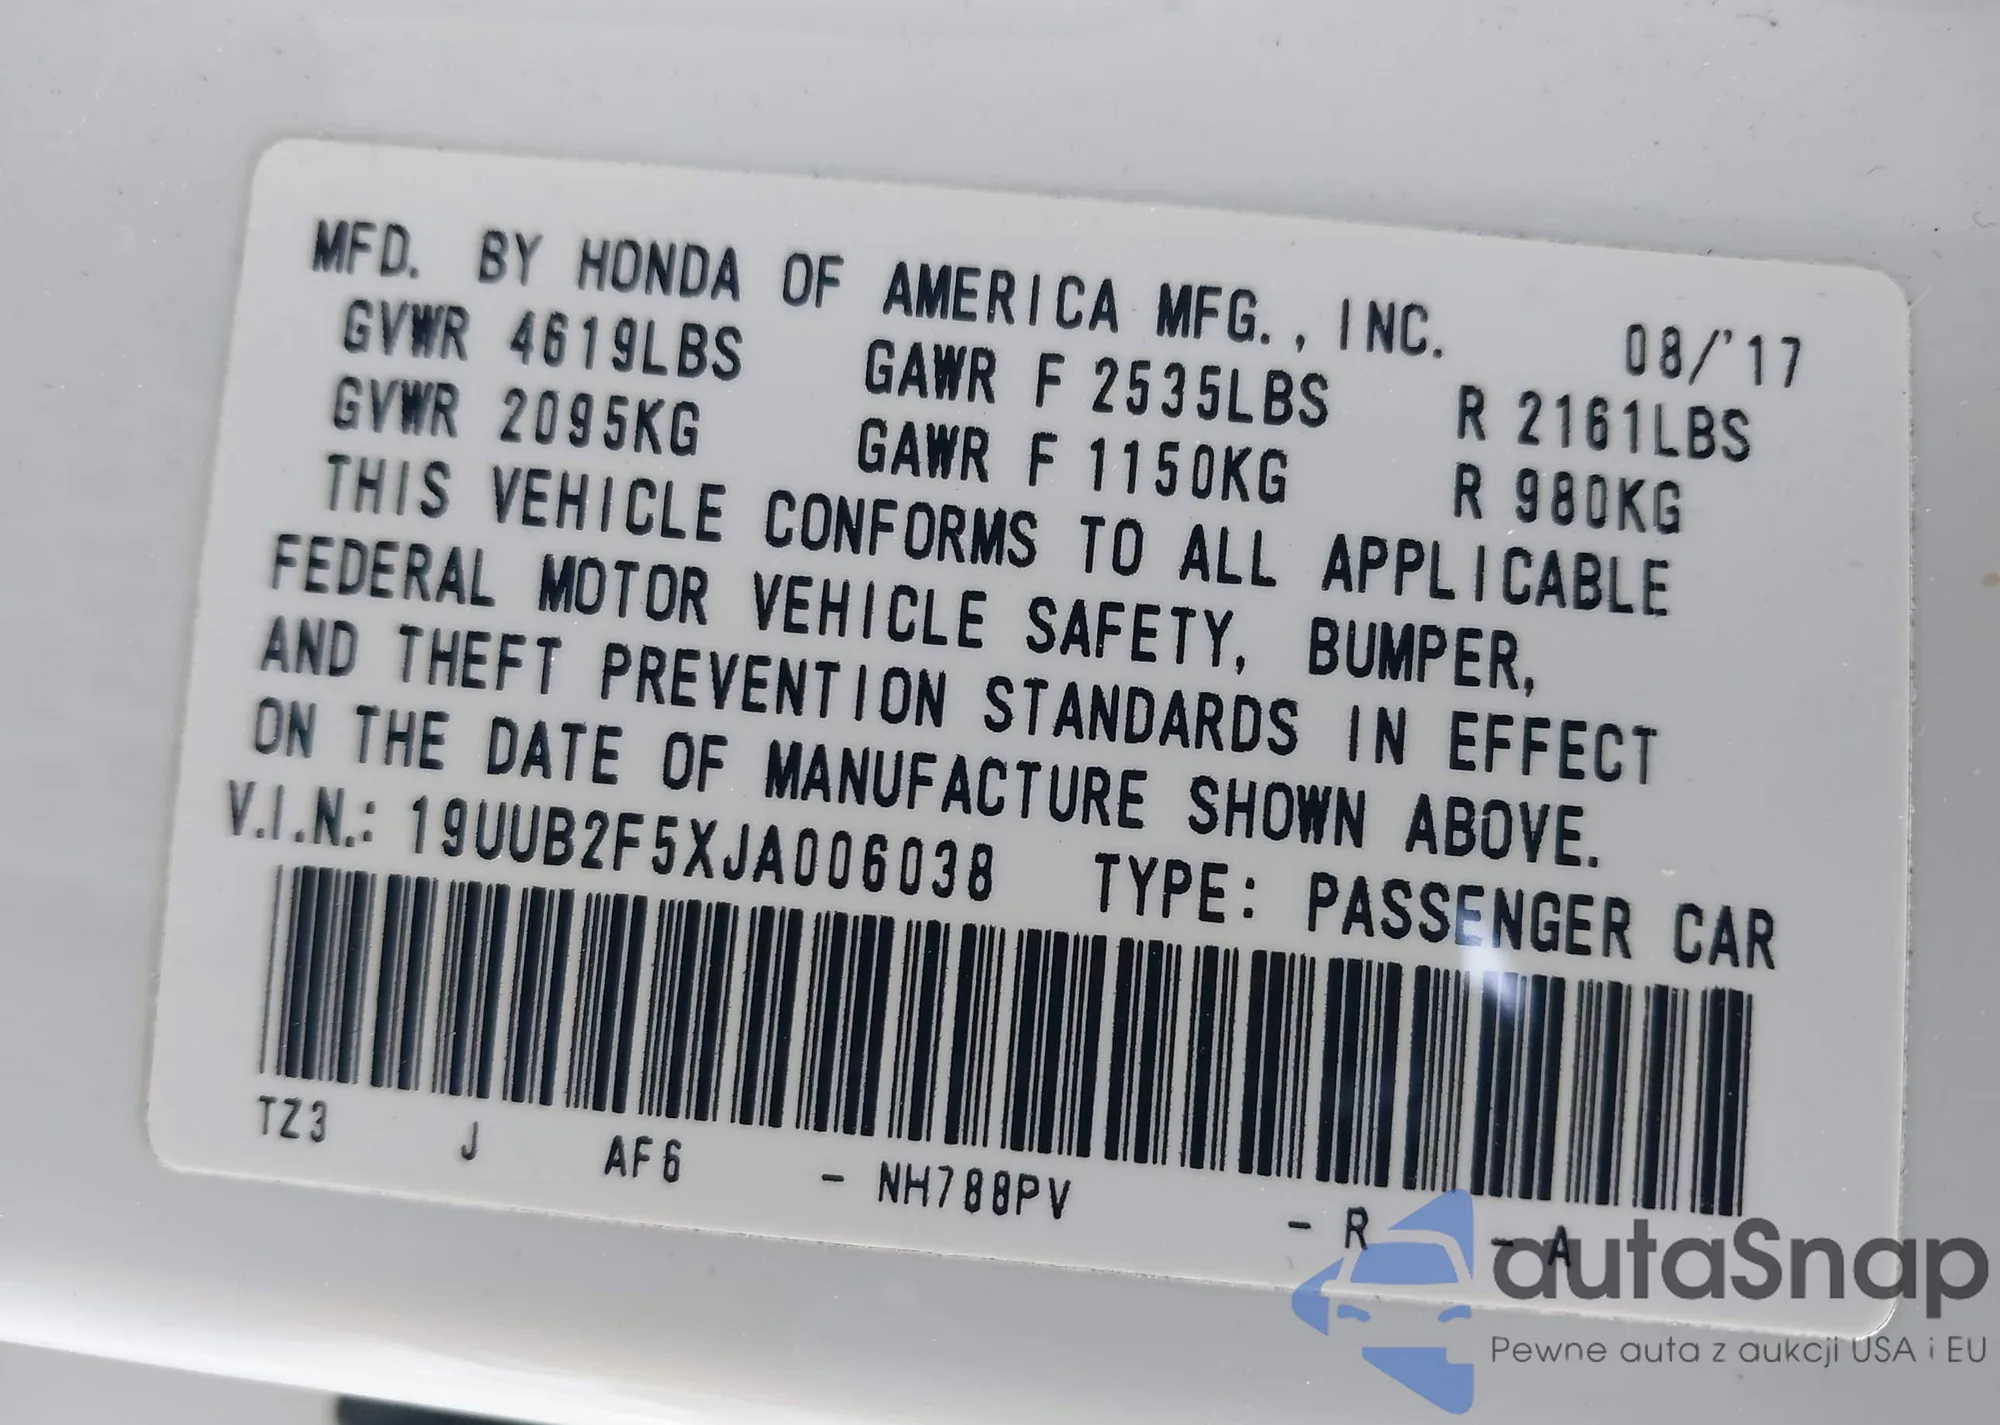 MFD. BY HONDA OF AMERICA MFG., INC. 08/'17
GVWR 4619LBS GAWR F 2535LBS R 2161LBS
GVWR 2095KG GAWR F 1150KG R 980KG
THIS VEHICLE CONFORMS TO ALL APPLICABLE
FEDERAL MOTOR VEHICLE SAFETY, BUMPER,
AND THEFT PREVENTION STANDARDS IN EFFECT
ON THE DATE OF MANUFACTURE SHOWN ABOVE.
V.I.N.: 19UUB2F5XJA006038 TYPE: PASSENGER CAR
TZ3 J AF6 - NH788PV - R - A
autaSnap
Pewne auta z aukcji USA i EU